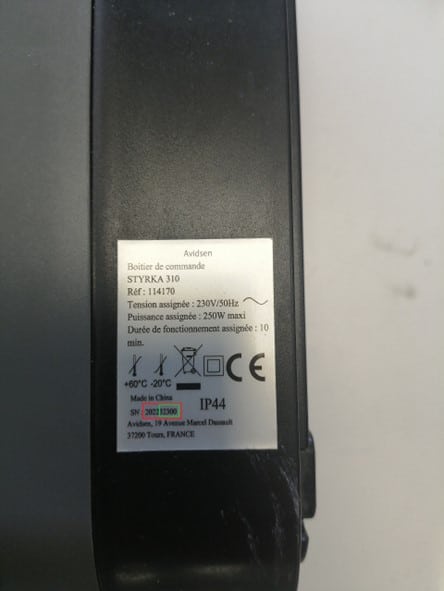 Avidsen
Boitier de commande
STYRKA 310
Réf : 114170
Tension assignée : 230V/50Hz
Puissance assignée : 250W maxi
Durée de fonctionnement assignée : 10
min.
+60°C -20°C
CE
Made in China
IP44
SN : 202212300
Avidsen, 19 Avenue Marcel Dassault
37200 Tours, FRANCE